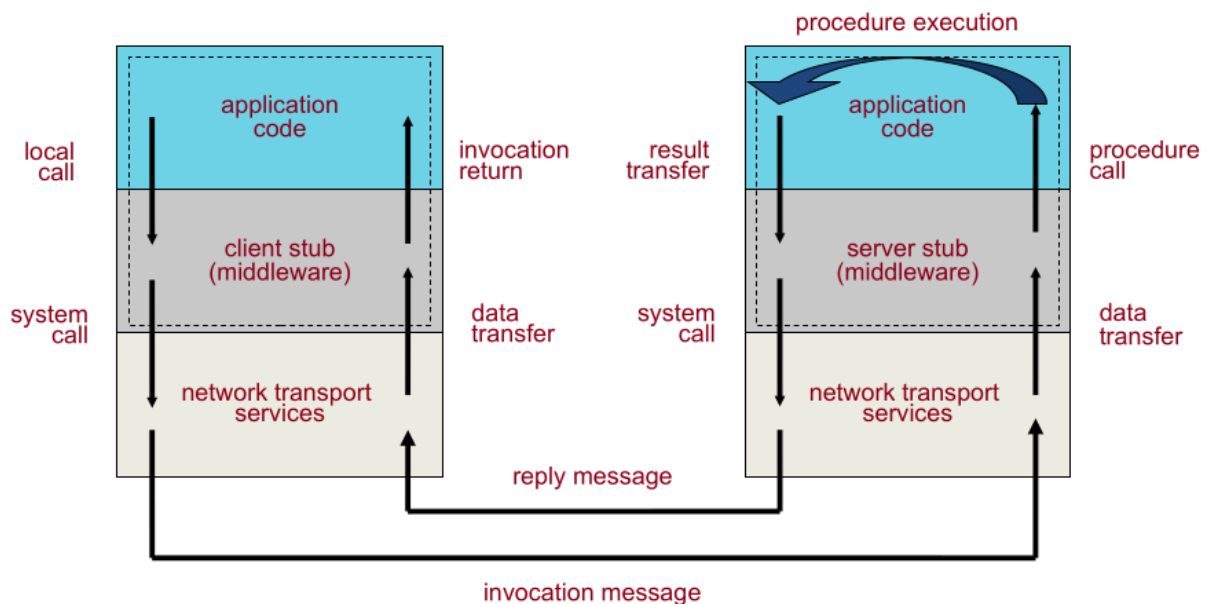 procedure execution
application
code
local
call
invocation
return
client stub
(middleware)
system
call
data
transfer
network transport
services
application
code
result
transfer
procedure
call
server stub
(middleware)
system
call
data
transfer
network transport
services
reply message
invocation message